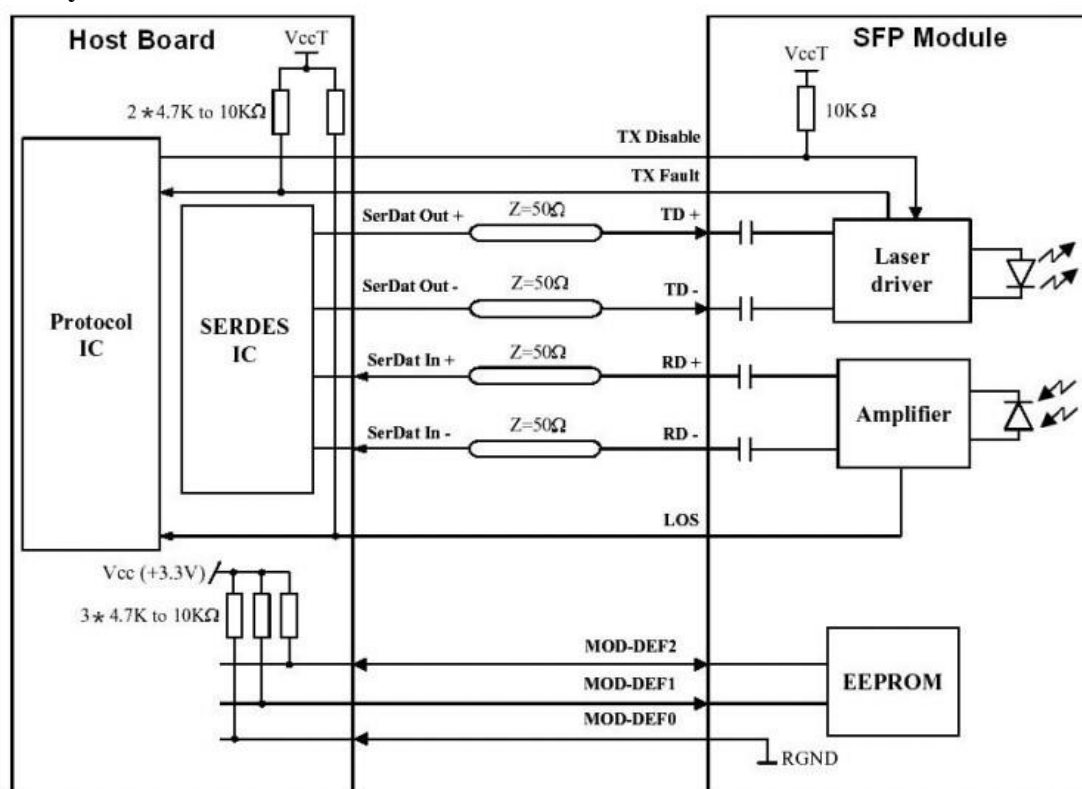 Host Board
SFP Module
VccT
VccT
2*4.7K to 10KΩ
10KΩ
TX Disable
TX Fault
SerDat Out +
Z=50Ω
TD +
SerDat Out -
Z=50Ω
TD -
Laser
driver
Protocol
IC
SERDES
IC
SerDat In +
Z=50Ω
RD +
SerDat In -
Z=50Ω
RD -
Amplifier
LOS
Vcc (+3.3V)
3*4.7K to 10KΩ
MOD-DEF2
MOD-DEF1
MOD-DEF0
EEPROM
RGND